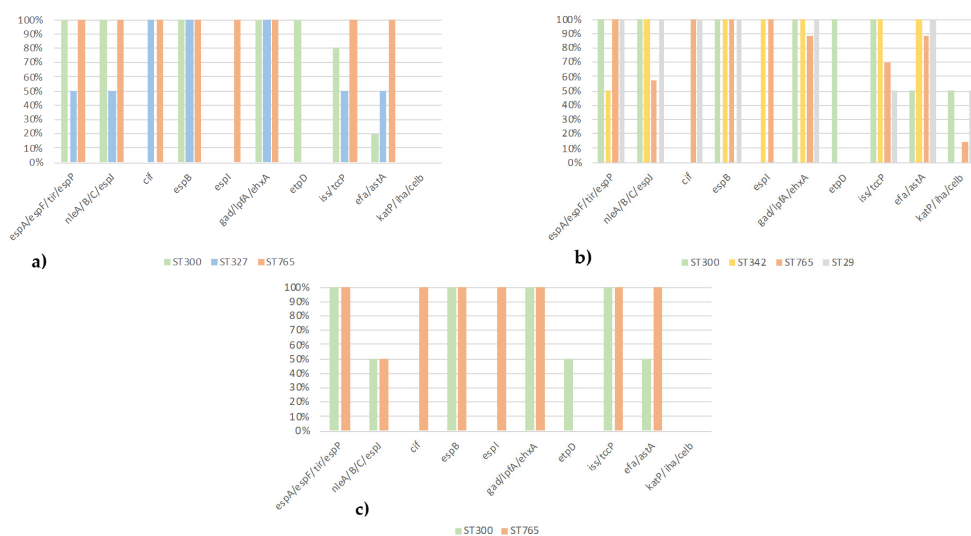 100%
90%
80%
70%
60%
50%
40%
30%
20%
10%
0%
espA/espF/tir/espP
nleA/B/C/espJ
cif
espB
espI
gad/lpfA/ehxA
etpD
iss/tccP
efa/astA
katP/iha/celb
a)
ST300 ST327 ST765
100%
90%
80%
70%
60%
50%
40%
30%
20%
10%
0%
espA/espF/tir/espP
nleA/B/C/espJ
cif
espB
espI
gad/lpfA/ehxA
etpD
iss/tccP
efa/astA
katP/iha/celb
b)
ST300 ST342 ST765 ST29
100%
90%
80%
70%
60%
50%
40%
30%
20%
10%
0%
espA/espF/tir/espP
nleA/B/C/espJ
cif
espB
espI
gad/lpfA/ehxA
etpD
iss/tccP
efa/astA
katP/iha/celb
c)
ST300 ST765